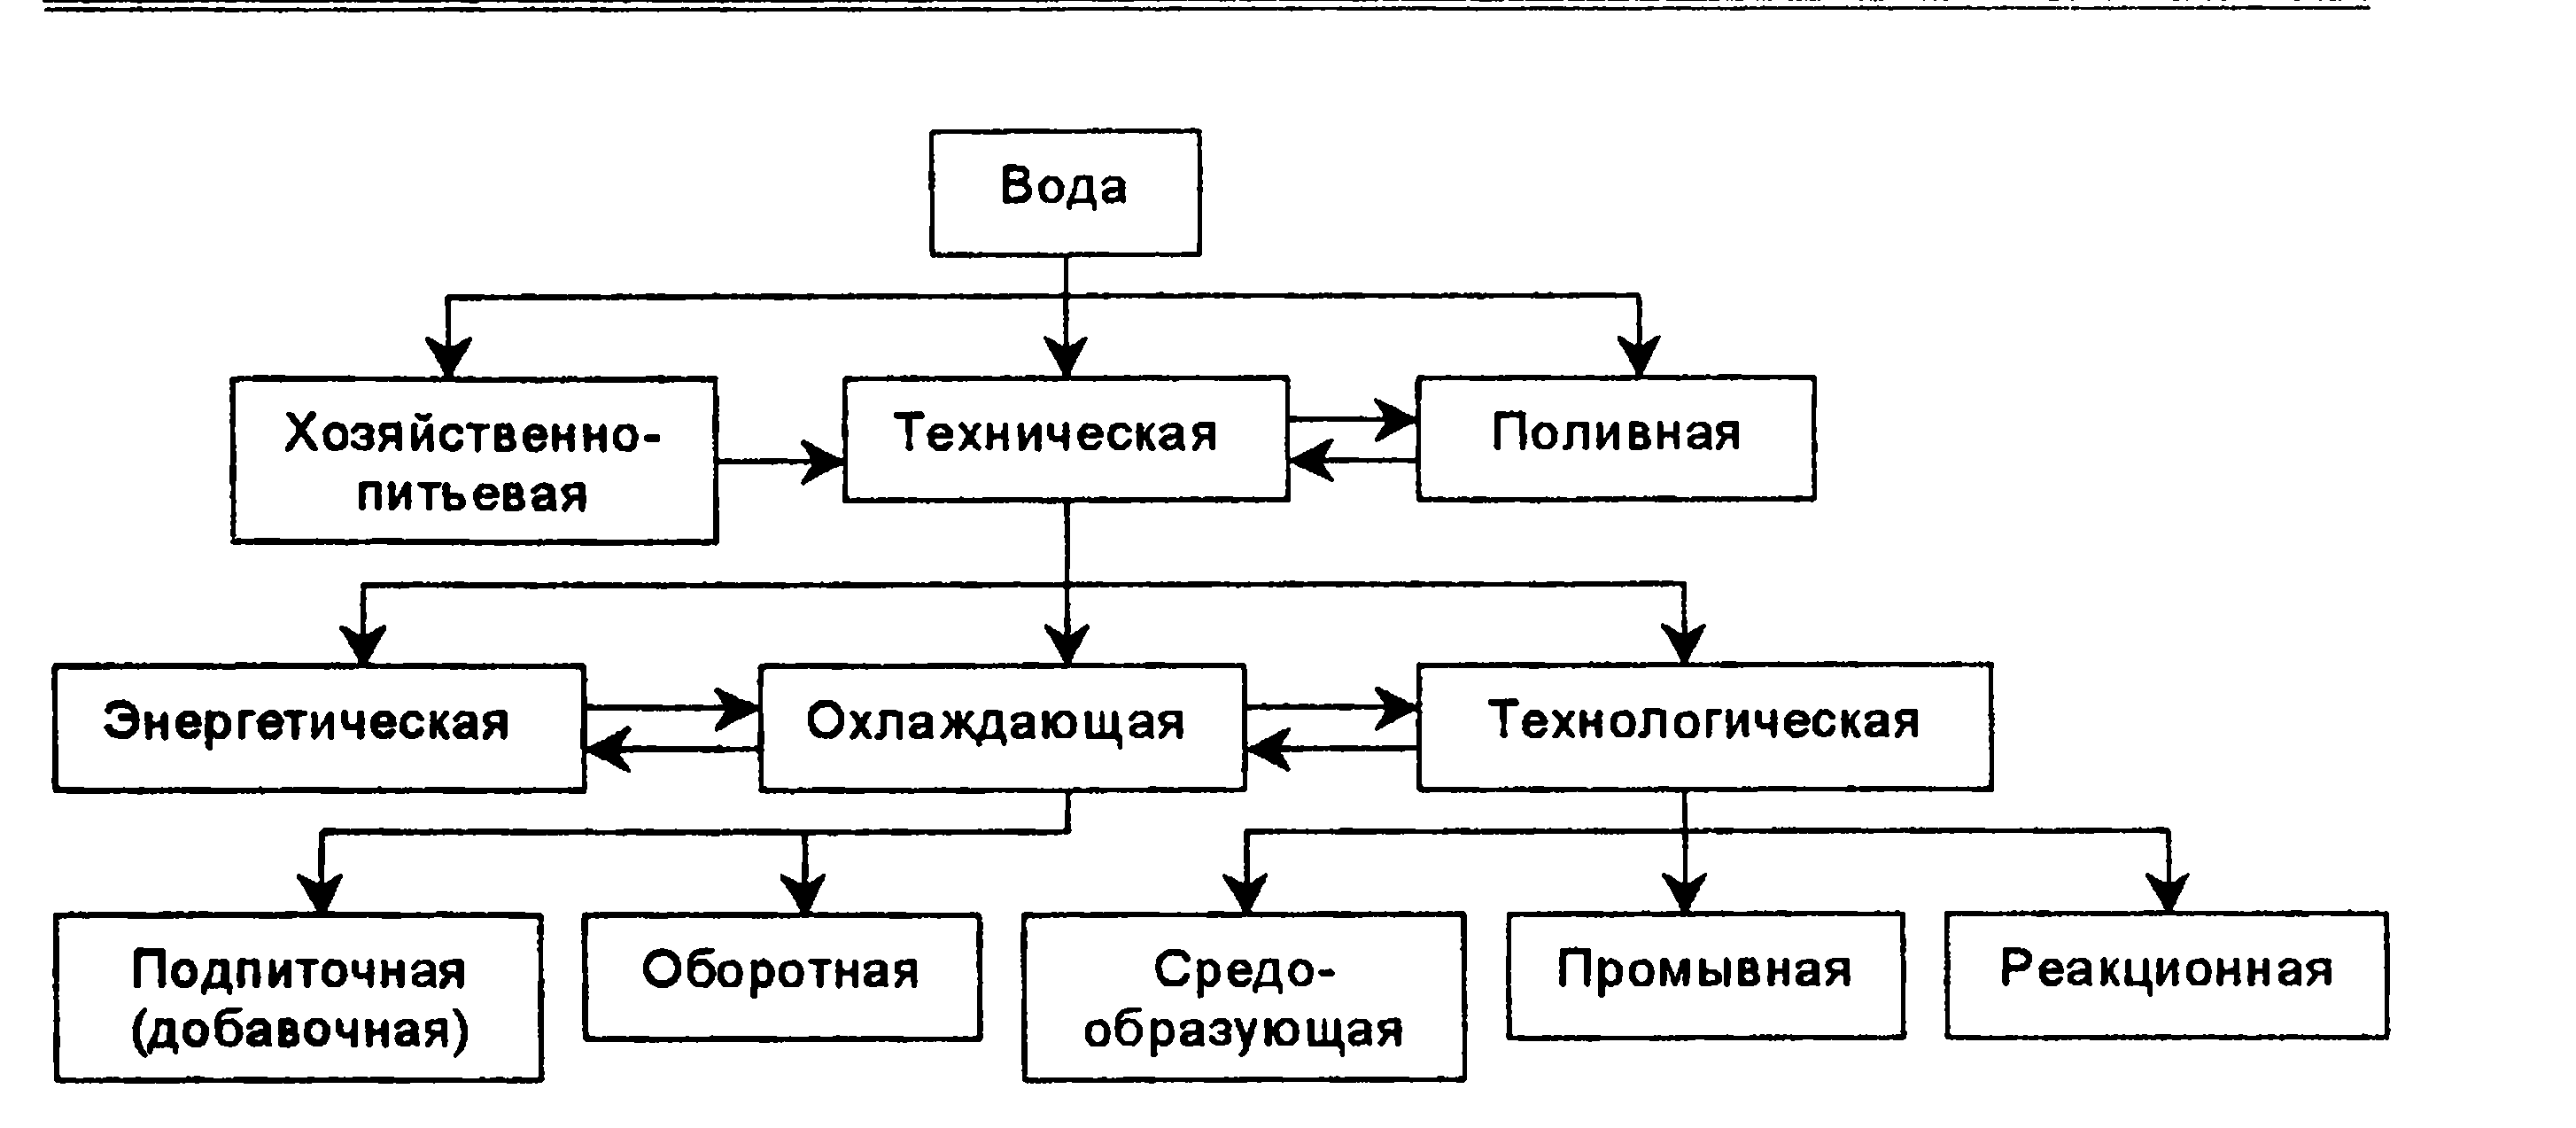 Вода
Хозяйственно-
питьевая
Техническая
Поливная
Энергетическая
Охлаждающая
Технологическая
Подпиточная
(добавочная)
Оборотная
Средо-
образующая
Промывная
Реакционная